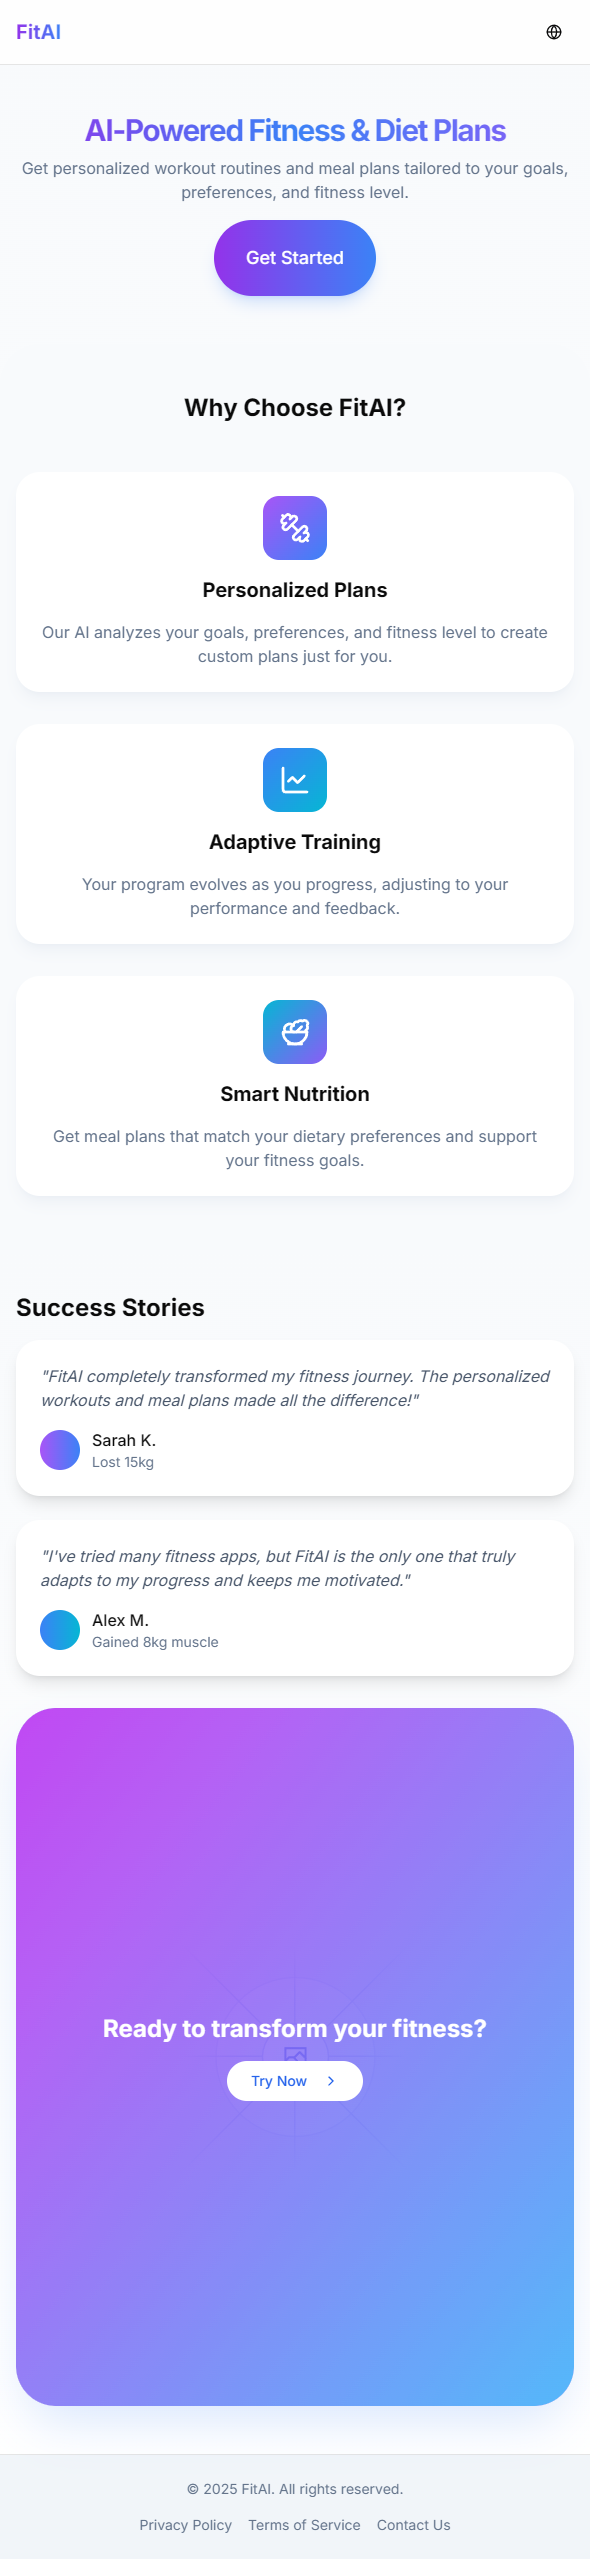 FitAI
AI-Powered Fitness & Diet Plans
Get personalized workout routines and meal plans tailored to your goals,
preferences, and fitness level.
Get Started
Why Choose FitAI?
Personalized Plans
Our AI analyzes your goals, preferences, and fitness level to create
custom plans just for you.
Adaptive Training
Your program evolves as you progress, adjusting to your
performance and feedback.
Smart Nutrition
Get meal plans that match your dietary preferences and support
your fitness goals.
Success Stories
"FitAI completely transformed my fitness journey. The personalized
workouts and meal plans made all the difference!"
Sarah K.
Lost 15kg
"I've tried many fitness apps, but FitAI is the only one that truly
adapts to my progress and keeps me motivated."
Alex M.
Gained 8kg muscle
Ready to transform your fitness?
Try Now
© 2025 FitAI. All rights reserved.
Privacy Policy Terms of Service Contact Us